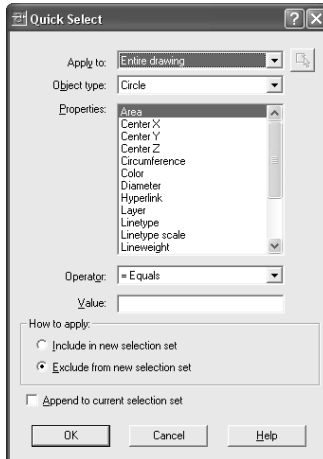 Quick Select
Apply to: Entire drawing
Object type: Circle
Properties: Area
Center X
Center Y
Center Z
Circumference
Color
Diameter
Hyperlink
Layer
Linetype
Linetype scale
Lineweight
Operator: = Equals
Value:
How to apply:
Include in new selection set
Exclude from new selection set
Append to current selection set
OK Cancel Help